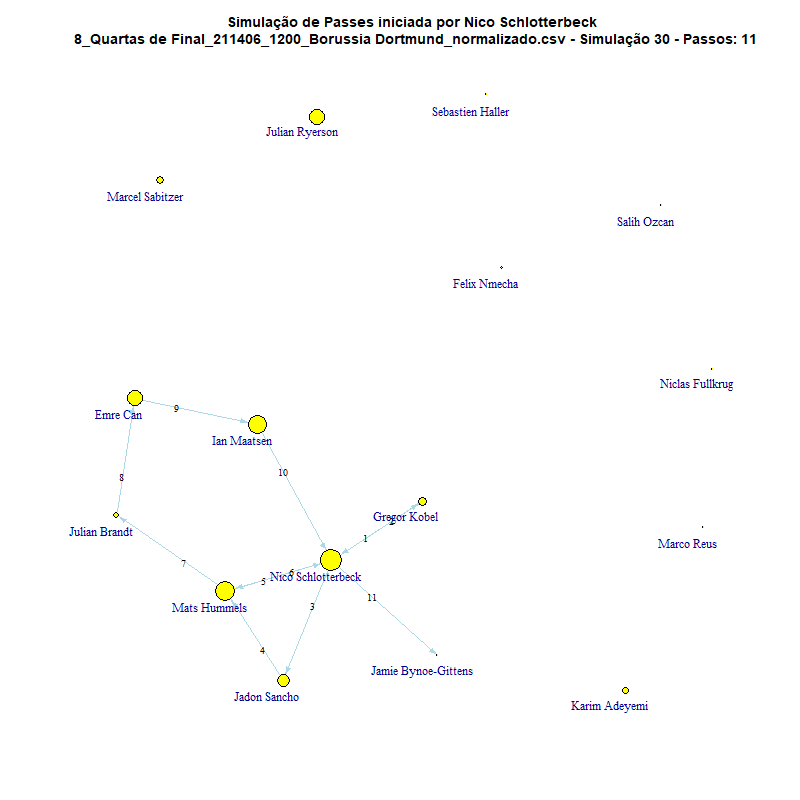 Simulação de Passes iniciada por Nico Schlotterbeck
8_Quartas de Final_211406_1200_Borussia Dortmund_normalizado.csv - Simulação 30 - Passos: 11
Sebastien Haller
Julian Ryerson
Marcel Sabitzer
Salih Ozcan
Felix Nmecha
Niclas Fullkrug
9
Emre Can
Ian Maatsen
10
8
Gregor Kobel
2
Julian Brandt
1
Marco Reus
7
6
Nico Schlotterbeck
5
11
Mats Hummels
3
4
Jamie Bynoe-Gittens
Jadon Sancho
Karim Adeyemi